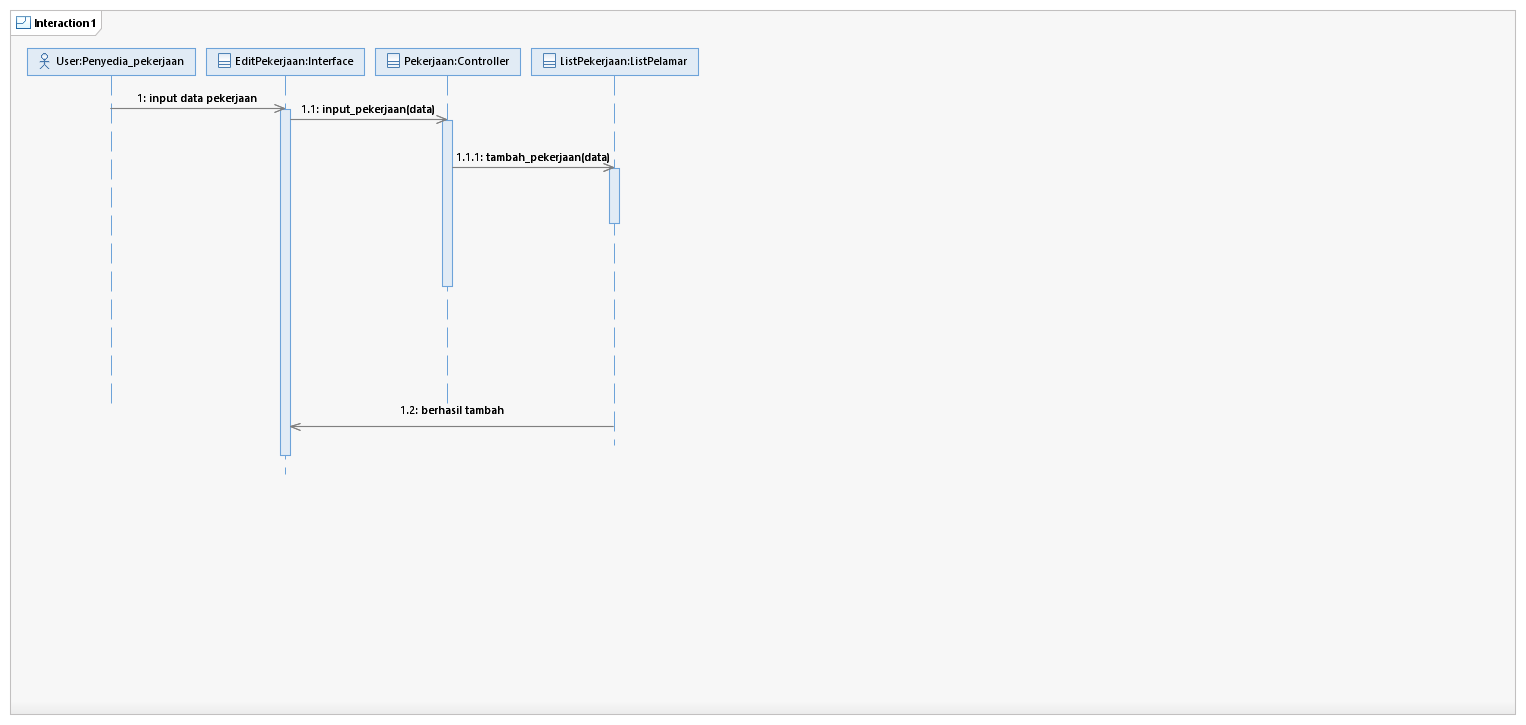 Interaction1
User:Penyedia_pekerjaan
EditPekerjaan:Interface
Pekerjaan:Controller
ListPekerjaan:ListPelamar
1: input data pekerjaan
1.1: input_pekerjaan(data)
1.1.1: tambah_pekerjaan(data)
1.2: berhasil tambah